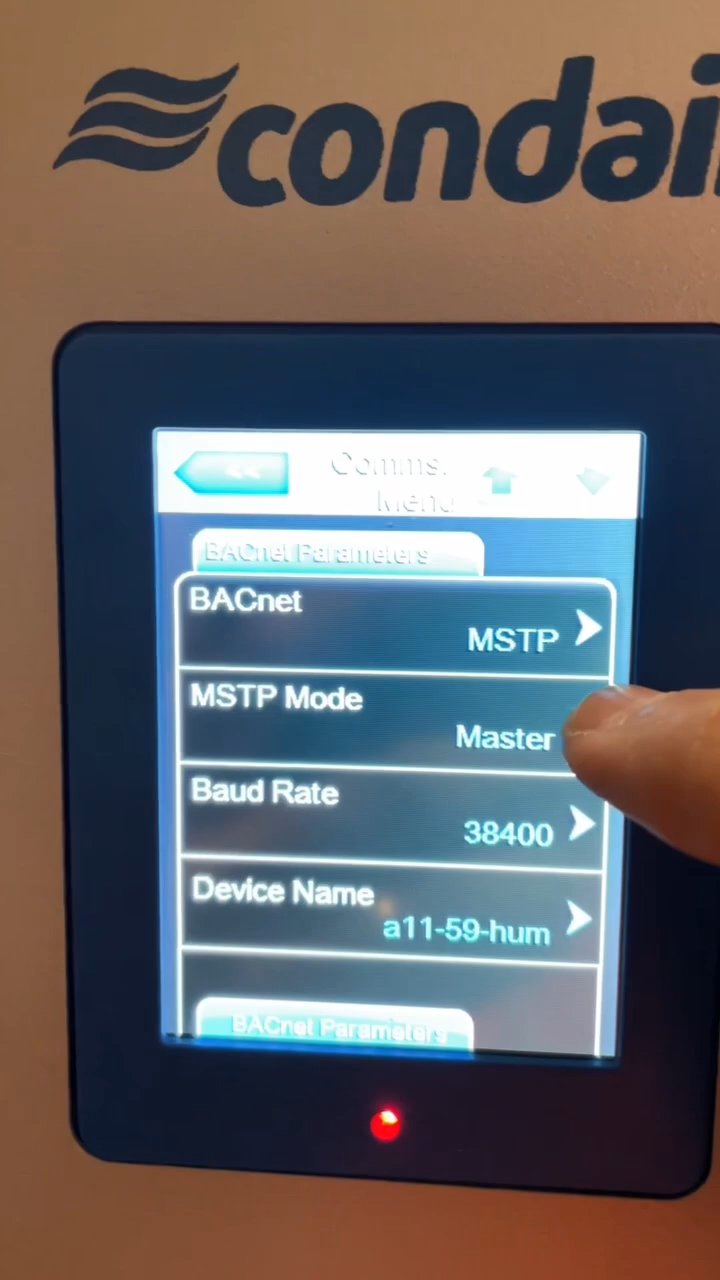 condai
<<
Comms.
Menu
BACnet Parameters
BACnet
MSTP
MSTP Mode
Master
Baud Rate
38400
Device Name
a11-59-hum
BACnet Parameters